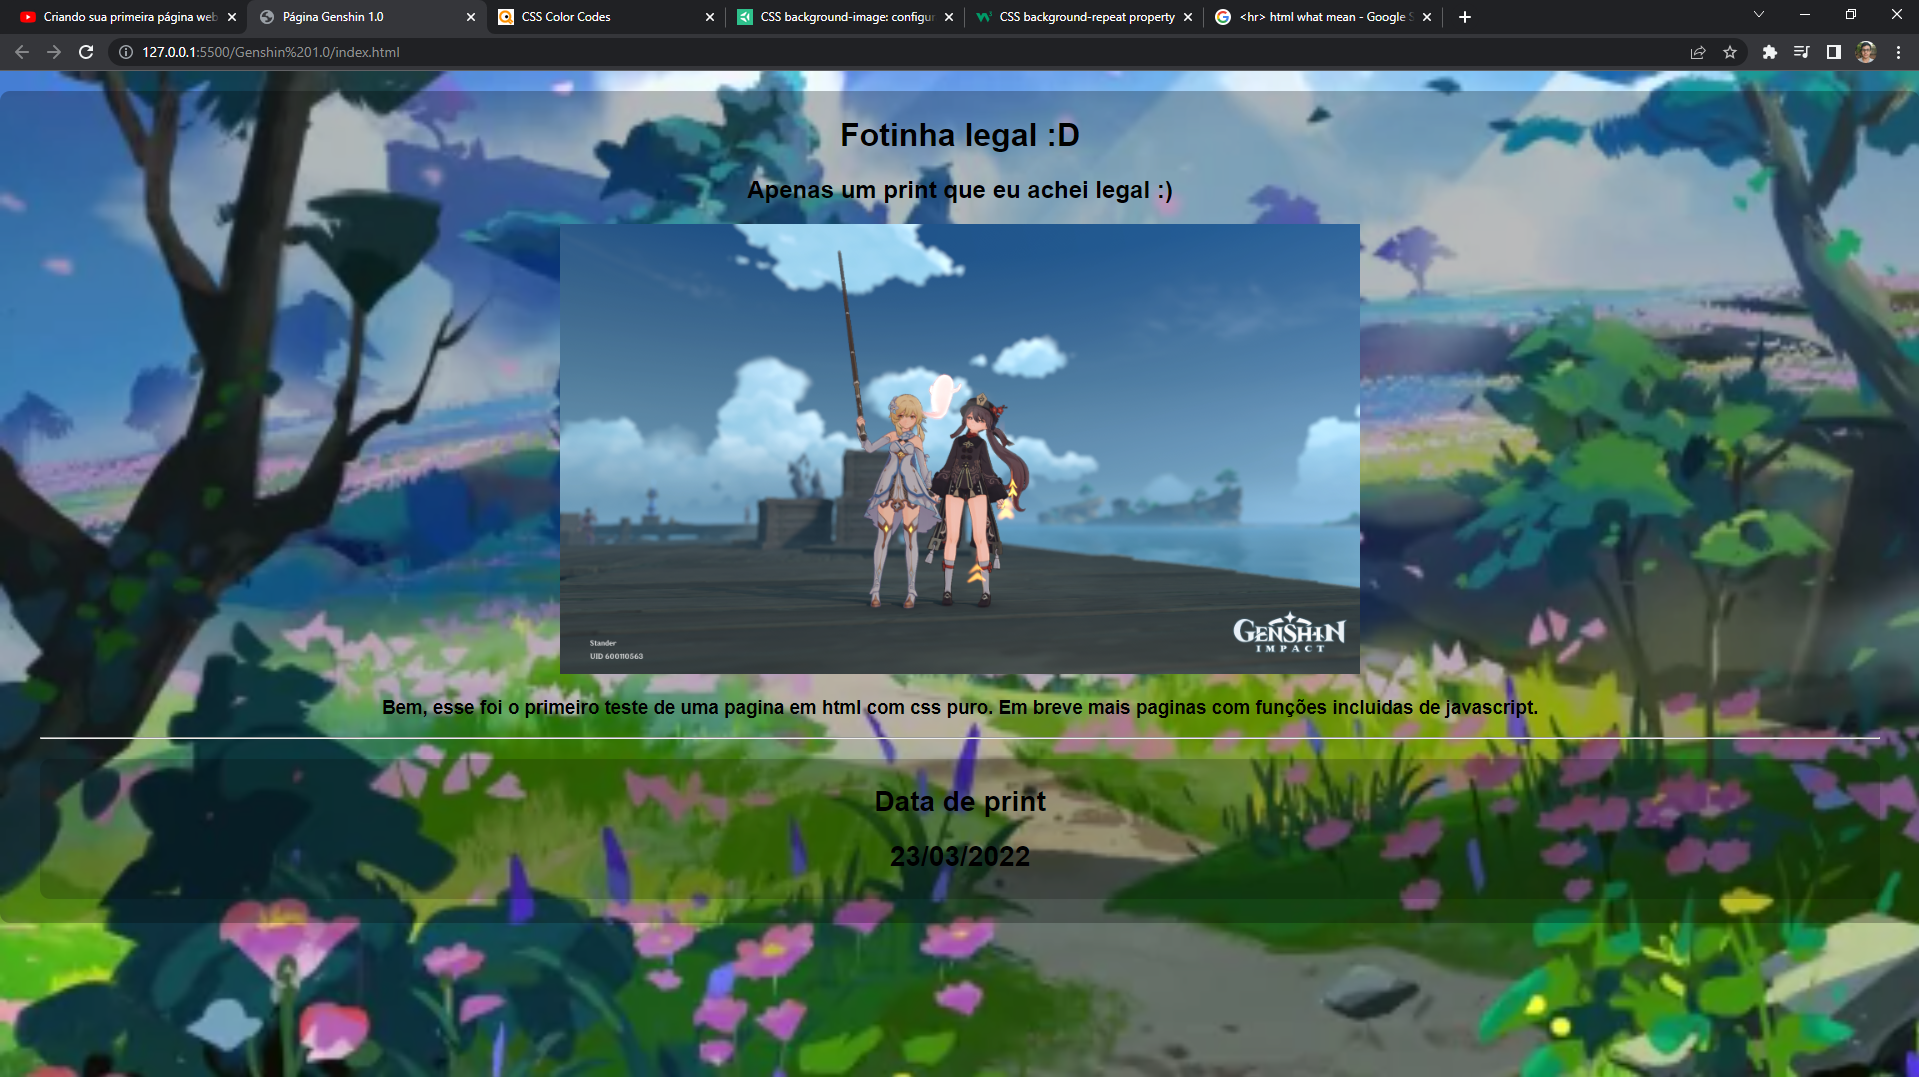 Criando sua primeira página web
Página Genshin 1.0
CSS Color Codes
CSS background-image: configur
CSS background-repeat property
<hr> html what mean - Google S
127.0.0.1:5500/Genshin%201.0/index.html
Fotinha legal :D
Apenas um print que eu achei legal :)
Stander
UID 600110563
GENSHIN
IMPACT
Bem, esse foi o primeiro teste de uma pagina em html com css puro. Em breve mais paginas com funções incluidas de javascript.
Data de print
23/03/2022